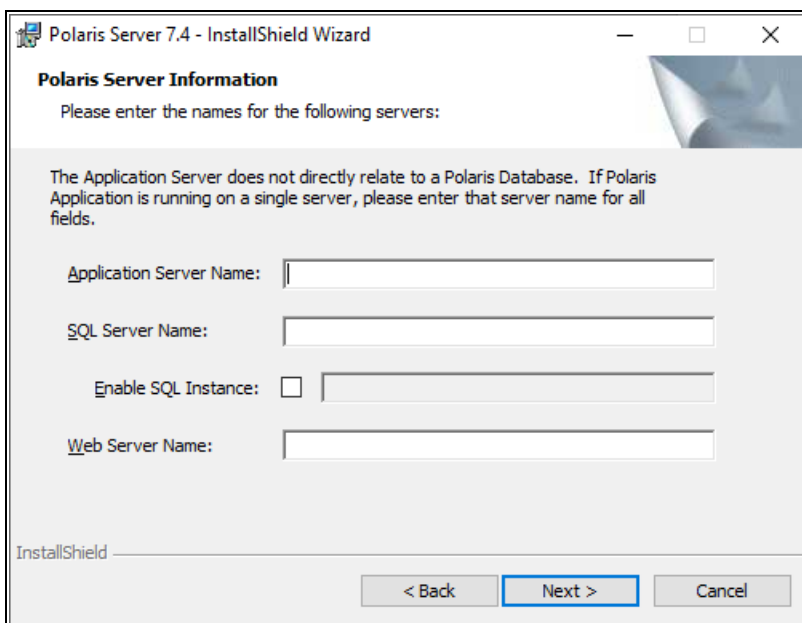 Polaris Server 7.4 - InstallShield Wizard
Polaris Server Information
Please enter the names for the following servers:
The Application Server does not directly relate to a Polaris Database. If Polaris
Application is running on a single server, please enter that server name for all
fields.
Application Server Name:
SQL Server Name:
Enable SQL Instance:
Web Server Name:
InstallShield
< Back Next > Cancel